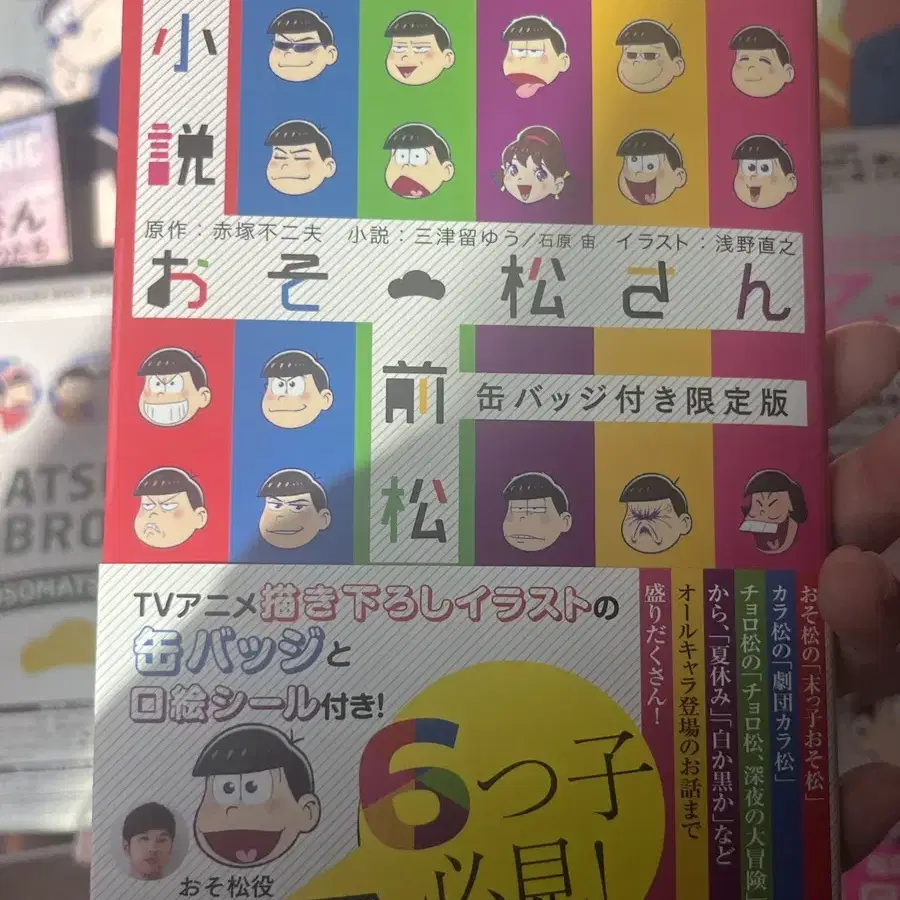 小説
原作:赤塚不二夫 小説:三津留ゆう/石原 宙 イラスト:浅野直之
おそ松さん
前松
缶バッジ付き限定版
TVアニメ描き下ろしイラストの
缶バッジと
口絵シール付き!
6つ子
必見!
おそ松役
おそ松の「末っ子おそ松」
カラ松の「劇団カラ松」
チョロ松の「チョロ松、深夜の大冒険」
から、「夏休み」「白か黒か」など
オールキャラ登場のお話まで
盛りだくさん!
ATS
BRO
SOMATS